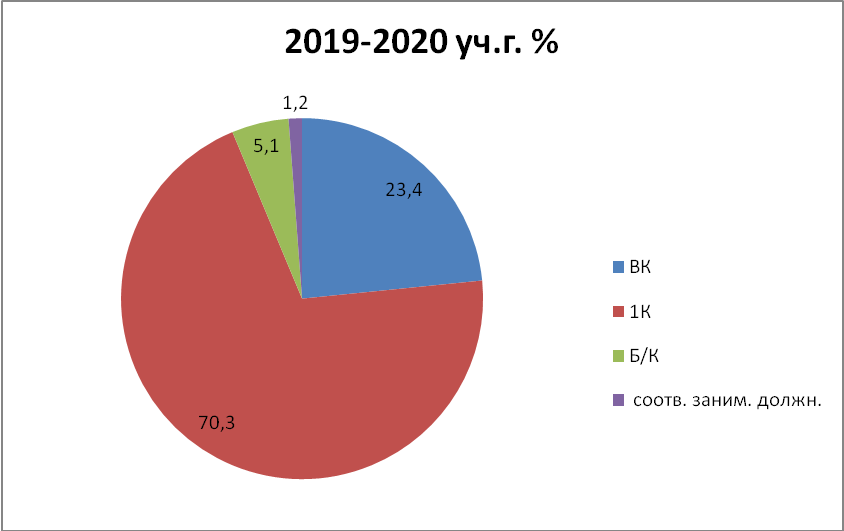 2019-2020 уч.г. %
1,2
5,1
23,4
70,3
ВК
1К
Б/К
соотв. заним. должн.